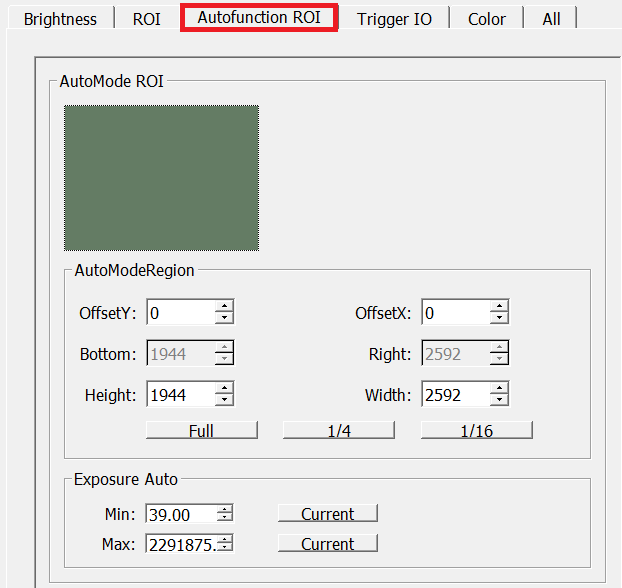 Brightness ROI Autofunction ROI Trigger IO Color All
AutoMode ROI
AutoModeRegion
OffsetY: 0 OffsetX: 0
Bottom: 1944 Right: 2592
Height: 1944 Width: 2592
Full 1/4 1/16
Exposure Auto
Min: 39.00 Current
Max: 2291875. Current